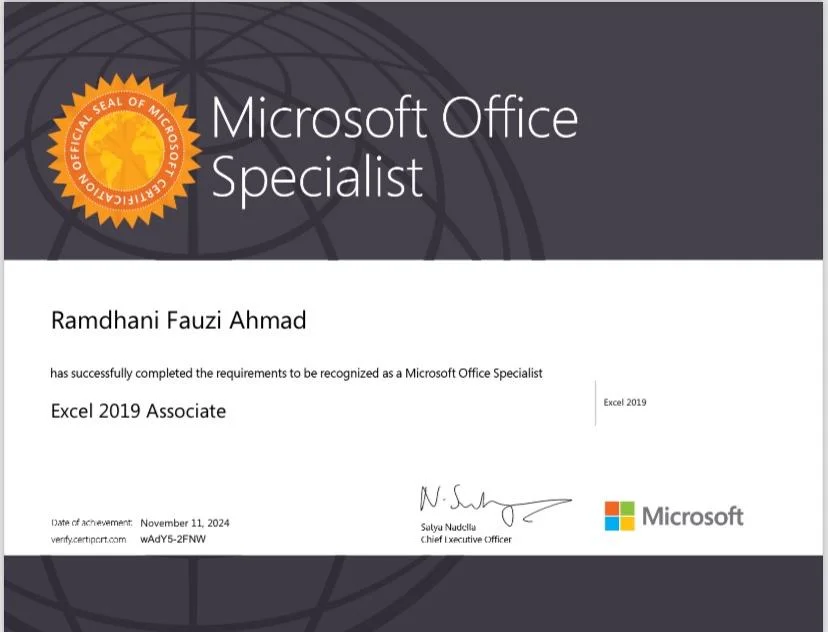 OFFICIAL SEAL OF MICROSOFT CERTIFICATION
Microsoft Office
Specialist
Ramdhani Fauzi Ahmad
has successfully completed the requirements to be recognized as a Microsoft Office Specialist
Excel 2019 Associate
Excel 2019
Date of achievement: November 11, 2024
verify.certiport.com wAdY5-2FNW
N. Satya
Satya Nadella
Chief Executive Officer
Microsoft